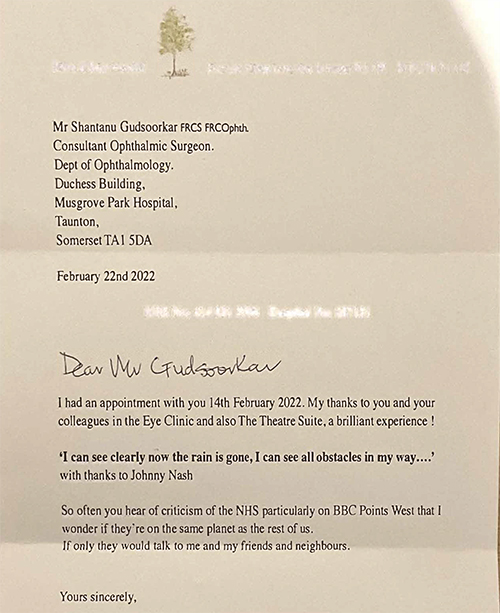 Mr Shantanu Gudsoorkar FRCS FRCOphth.
Consultant Ophthalmic Surgeon.
Dept of Ophthalmology.
Duchess Building,
Musgrove Park Hospital,
Taunton,
Somerset TA1 5DA
February 22nd 2022
Dear Mr Gudsoorkar
I had an appointment with you 14th February 2022. My thanks to you and your
colleagues in the Eye Clinic and also The Theatre Suite, a brilliant experience !
‘I can see clearly now the rain is gone, I can see all obstacles in my way....’
with thanks to Johnny Nash
So often you hear of criticism of the NHS particularly on BBC Points West that I
wonder if they're on the same planet as the rest of us.
If only they would talk to me and my friends and neighbours.
Yours sincerely,